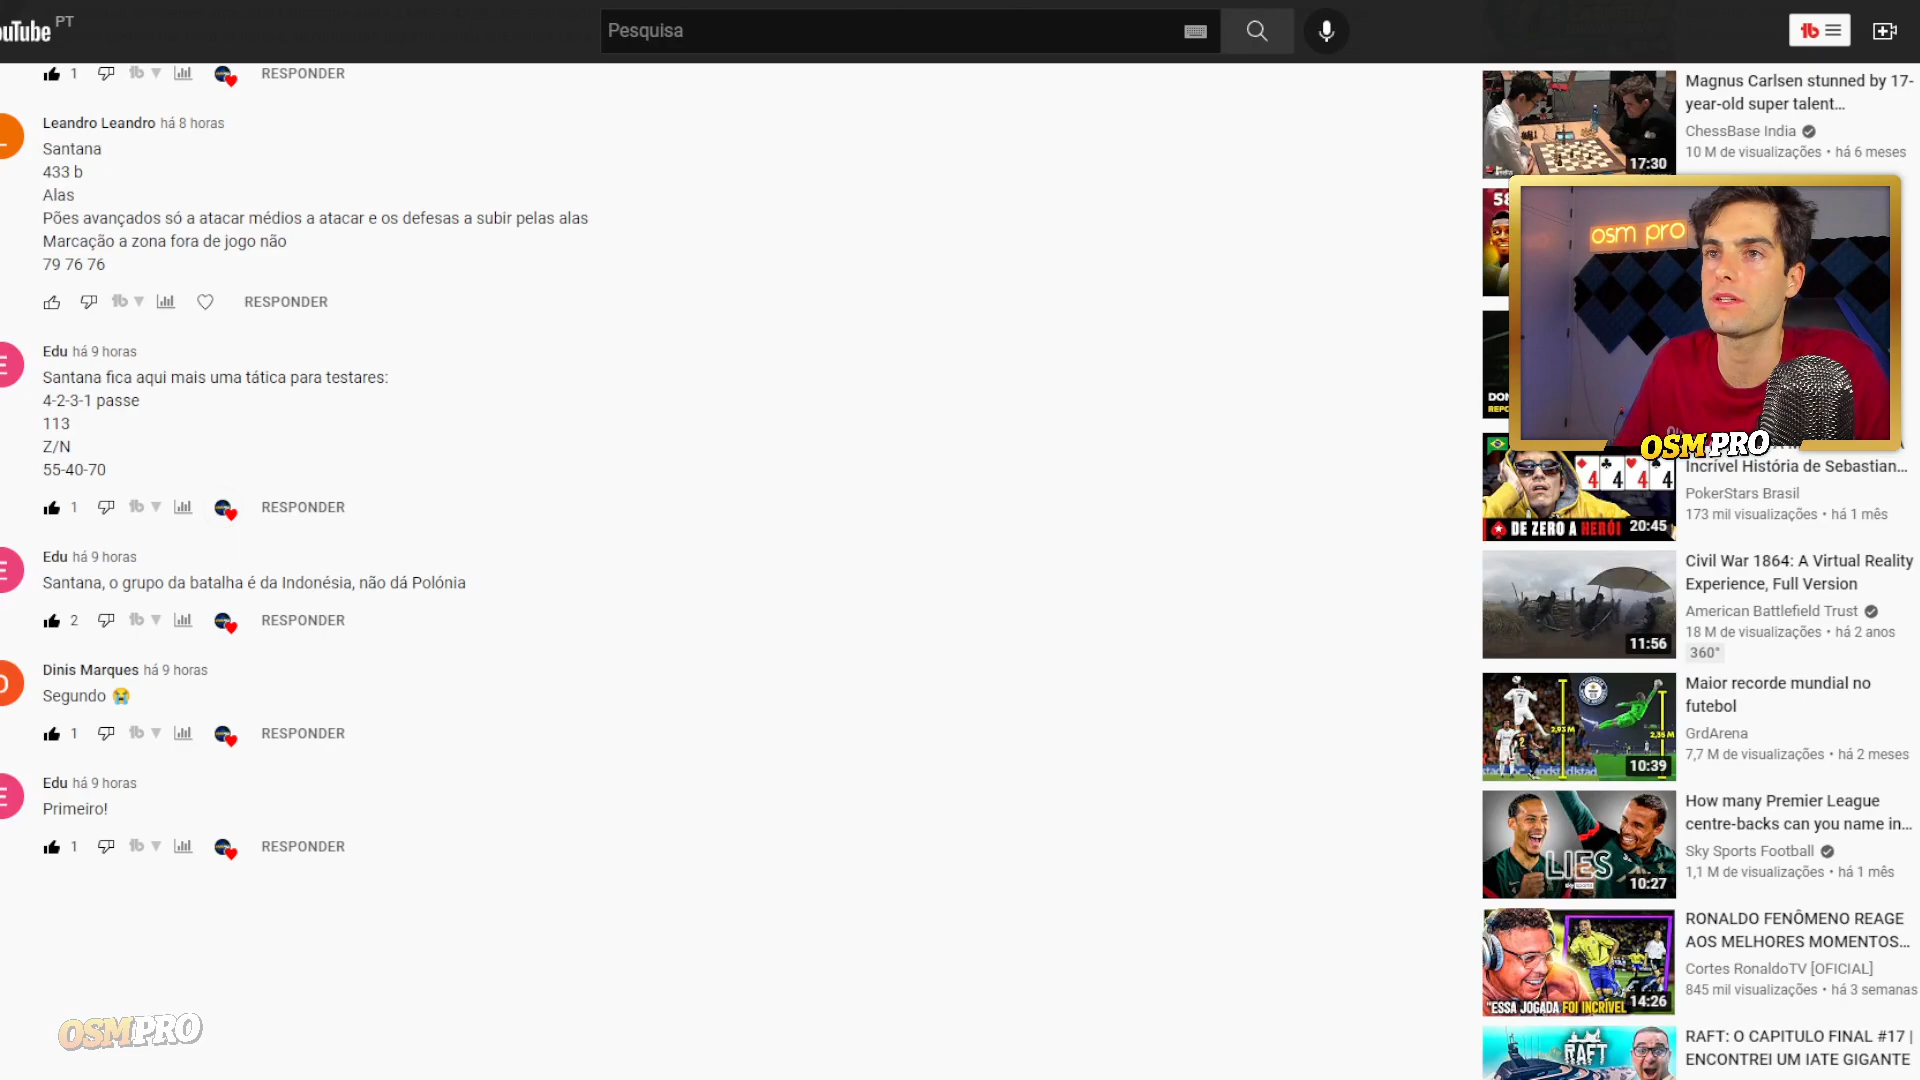 ouTube PT
Pesquisa
1 RESPONDER
Leandro Leandro há 8 horas
Santana
433 b
Alas
Pões avançados só a atacar médios a atacar e os defesas a subir pelas alas
Marcação a zona fora de jogo não
79 76 76
RESPONDER
Edu há 9 horas
Santana fica aqui mais uma tática para testares:
4-2-3-1 passe
113
Z/N
55-40-70
1 RESPONDER
Edu há 9 horas
Santana, o grupo da batalha é da Indonésia, não dá Polónia
2 RESPONDER
Dinis Marques há 9 horas
Segundo 😭
1 RESPONDER
Edu há 9 horas
Primeiro!
1 RESPONDER
OSMPRO
Magnus Carlsen stunned by 17-
year-old super talent…
ChessBase India
10 M de visualizações • há 6 meses
17:30
osm pro
OSM PRO
Incrível História de Sebastian…
PokerStars Brasil
173 mil visualizações • há 1 mês
DE ZERO A HERÓI 20:45
Civil War 1864: A Virtual Reality
Experience, Full Version
American Battlefield Trust
18 M de visualizações • há 2 anos
360°
11:56
Maior recorde mundial no
futebol
GrdArena
7,7 M de visualizações • há 2 meses
2,93 M
10:39
How many Premier League
centre-backs can you name in…
Sky Sports Football
1,1 M de visualizações • há 1 mês
LIES
10:27
RONALDO FENÔMENO REAGE
AOS MELHORES MOMENTOS…
Cortes RonaldoTV [OFICIAL]
845 mil visualizações • há 3 semanas
"ESSA JOGADA FOI INCRÍVEL 14:26
RAFT: O CAPITULO FINAL #17 |
ENCONTREI UM IATE GIGANTE
RAFT